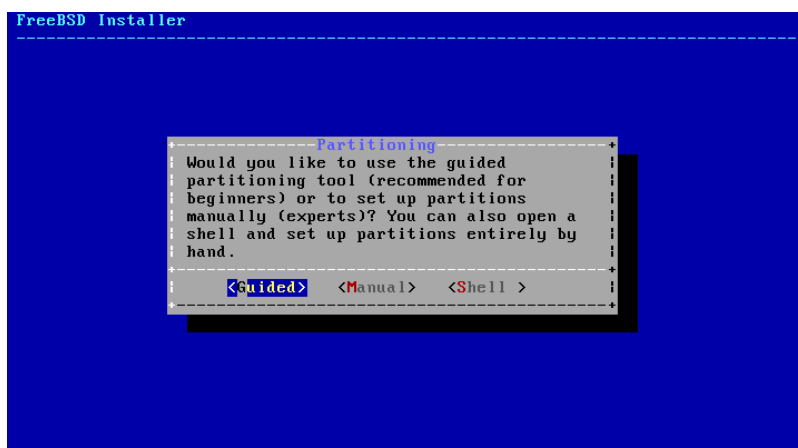 FreeBSD Installer
Partitioning
Would you like to use the guided
partitioning tool (recommended for
beginners) or to set up partitions
manually (experts)? You can also open a
shell and set up partitions entirely by
hand.
<Guided> <Manual> <Shell >